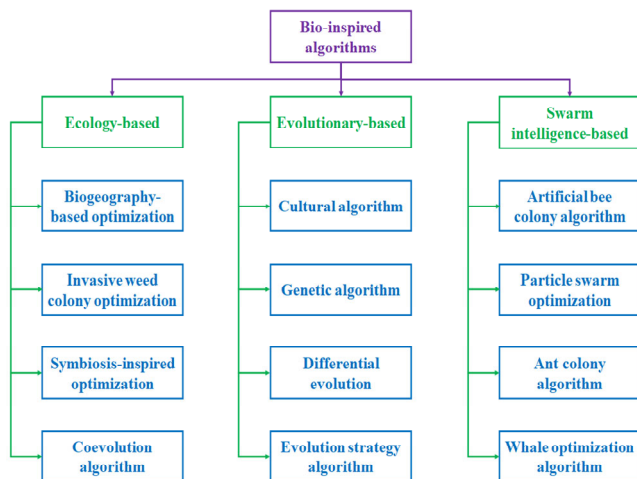 Bio-inspired
algorithms
Ecology-based
Evolutionary-based
Swarm
intelligence-based
Biogeography-
based optimization
Cultural algorithm
Artificial bee
colony algorithm
Invasive weed
colony optimization
Genetic algorithm
Particle swarm
optimization
Symbiosis-inspired
optimization
Differential
evolution
Ant colony
algorithm
Coevolution
algorithm
Evolution strategy
algorithm
Whale optimization
algorithm